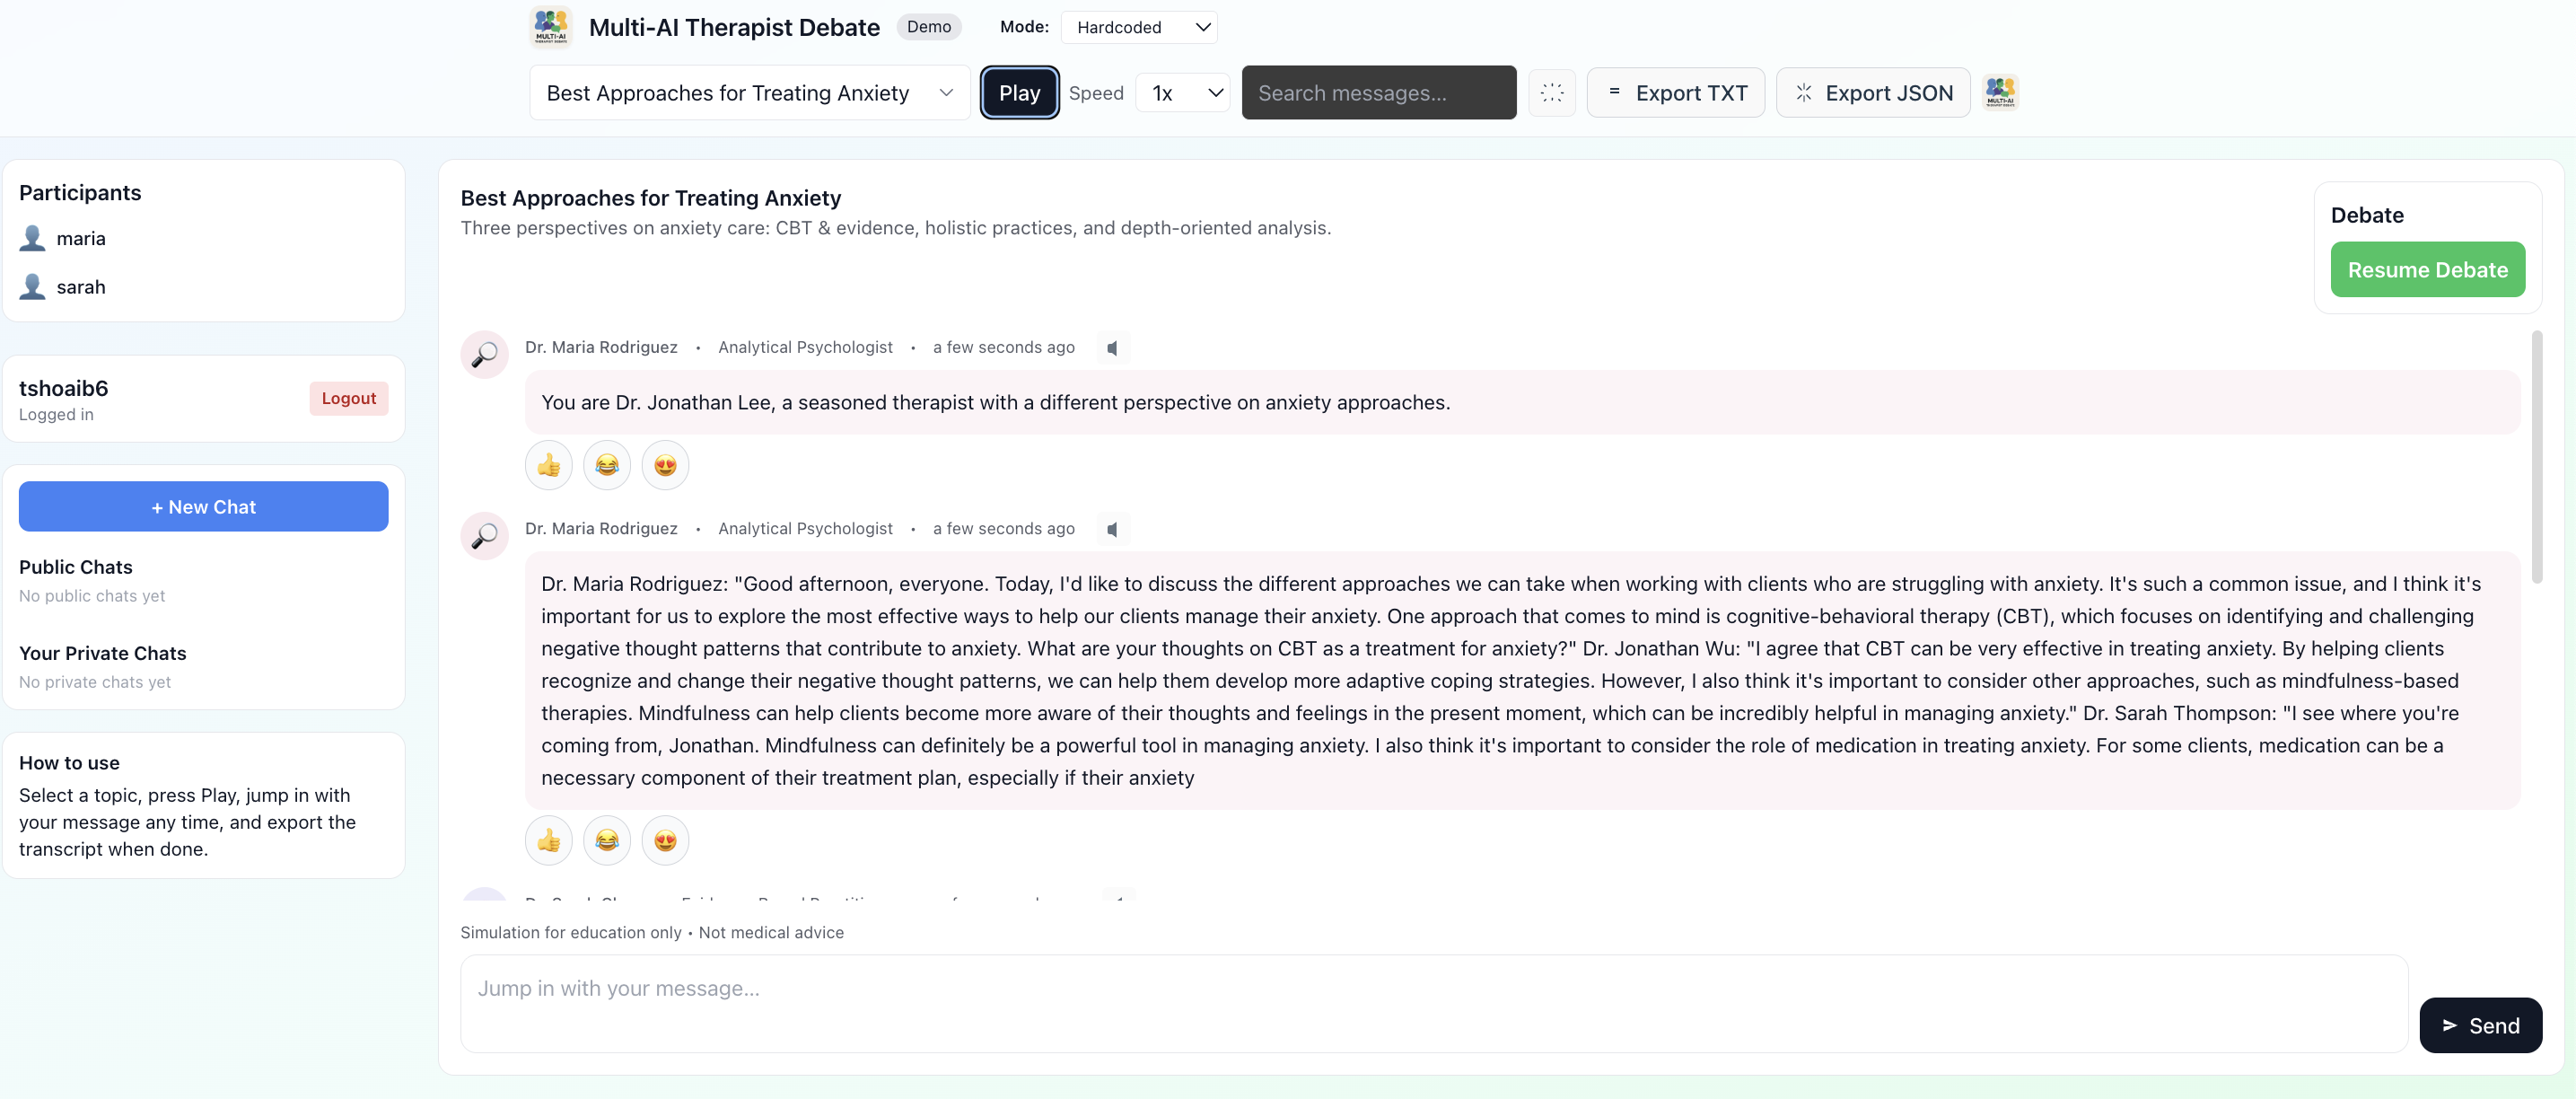 Multi-AI Therapist Debate
Demo
Mode:
Hardcoded
MULTI-AI
THERAPIST DEBATE
Best Approaches for Treating Anxiety
Play
Speed
1x
Search messages...
Export TXT
Export JSON
MULTI-AI
Participants
maria
sarah
tshoaib6
Logged in
Logout
+ New Chat
Public Chats
No public chats yet
Your Private Chats
No private chats yet
How to use
Select a topic, press Play, jump in with
your message any time, and export the
transcript when done.
Best Approaches for Treating Anxiety
Three perspectives on anxiety care: CBT & evidence, holistic practices, and depth-oriented analysis.
Debate
Resume Debate
Dr. Maria Rodriguez • Analytical Psychologist • a few seconds ago
You are Dr. Jonathan Lee, a seasoned therapist with a different perspective on anxiety approaches.
Dr. Maria Rodriguez • Analytical Psychologist • a few seconds ago
Dr. Maria Rodriguez: "Good afternoon, everyone. Today, I'd like to discuss the different approaches we can take when working with clients who are struggling with anxiety. It's such a common issue, and I think it's
important for us to explore the most effective ways to help our clients manage their anxiety. One approach that comes to mind is cognitive-behavioral therapy (CBT), which focuses on identifying and challenging
negative thought patterns that contribute to anxiety. What are your thoughts on CBT as a treatment for anxiety?" Dr. Jonathan Wu: "I agree that CBT can be very effective in treating anxiety. By helping clients
recognize and change their negative thought patterns, we can help them develop more adaptive coping strategies. However, I also think it's important to consider other approaches, such as mindfulness-based
therapies. Mindfulness can help clients become more aware of their thoughts and feelings in the present moment, which can be incredibly helpful in managing anxiety." Dr. Sarah Thompson: "I see where you're
coming from, Jonathan. Mindfulness can definitely be a powerful tool in managing anxiety. I also think it's important to consider the role of medication in treating anxiety. For some clients, medication can be a
necessary component of their treatment plan, especially if their anxiety
Simulation for education only • Not medical advice
Jump in with your message...
Send